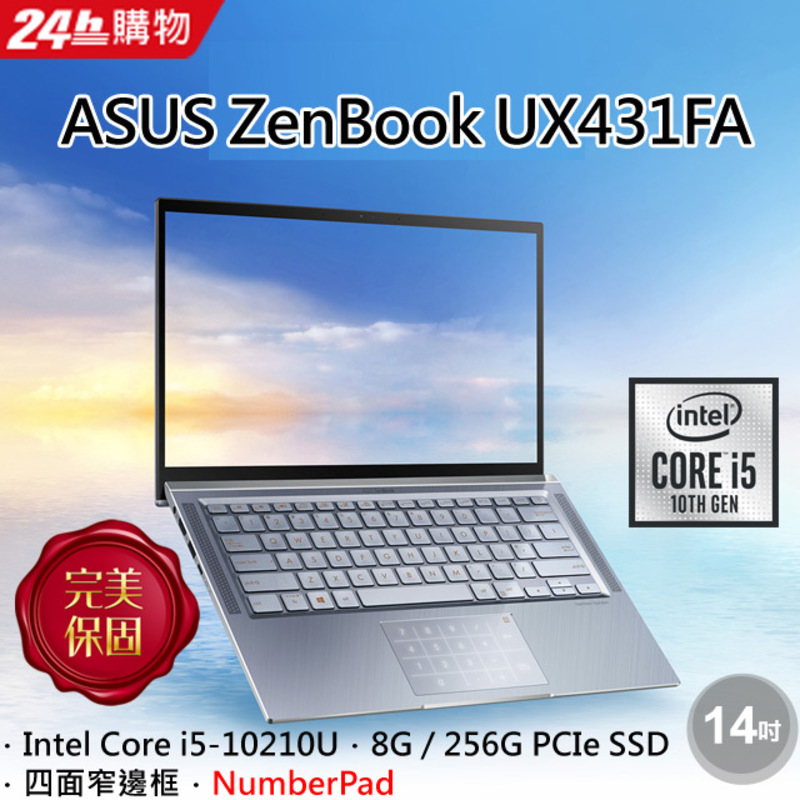 24h購物
ASUS ZenBook UX431FA
intel
CORE i5
10TH GEN
完美
保固
14吋
· Intel Core i5-10210U · 8G / 256G PCIe SSD
· 四面窄邊框 · NumberPad